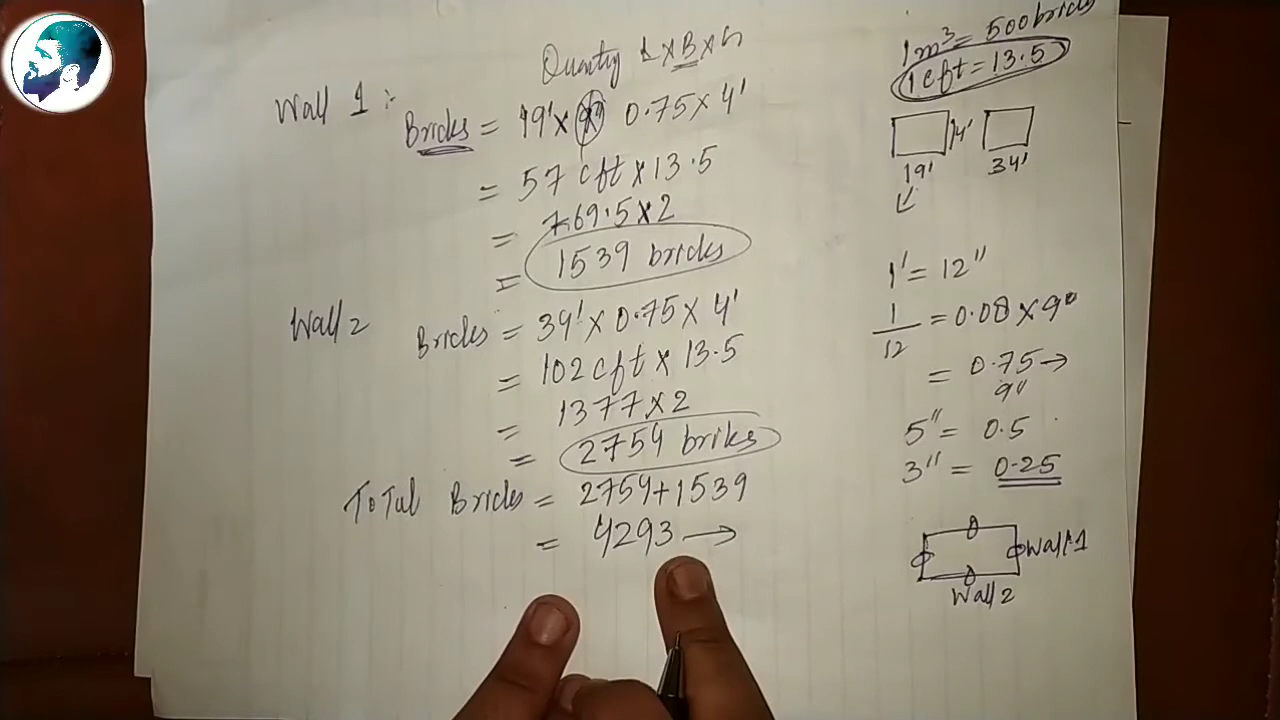 Quantity L × B × h
Wall 1 :-
Bricks = 19' × 9" 0.75 × 4'
= 57 cft × 13.5
= 769.5 × 2
= 1539 bricks
Wall 2
Bricks = 34' × 0.75 × 4'
= 102 cft × 13.5
= 1377 × 2
= 2754 briks
ToTal Bricks = 2754 + 1539
= 4293 →
1m³ = 500 bricks
1 cft = 13.5
4'
19' 34'
1' = 12"
1/12 = 0.08 × 9"
= 0.75 →
9"
5" = 0.5
3" = 0.25
Wall 1
Wall 2